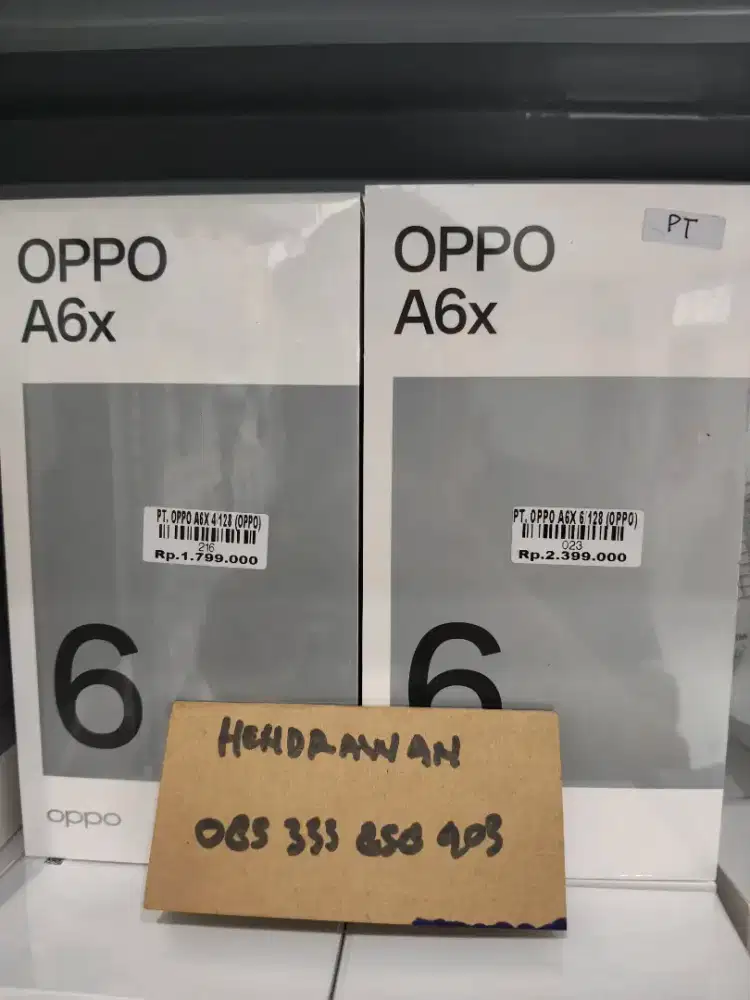 OPPO
A6x
PT. OPPO A6X 4 128 (OPPO)
216
Rp.1.799.000
6
oppo
OPPO
A6x
PT
PT. OPPO A6X 6 128 (OPPO)
023
Rp.2.399.000
6
HENDRAWAN
085 333 903